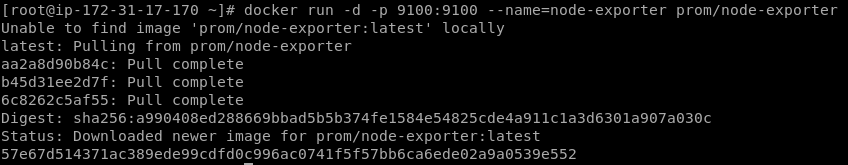 [root@ip-172-31-17-170 ~]# docker run -d -p 9100:9100 --name=node-exporter prom/node-exporter
Unable to find image 'prom/node-exporter:latest' locally
latest: Pulling from prom/node-exporter
aa2a8d90b84c: Pull complete
b45d31ee2d7f: Pull complete
6c8262c5af55: Pull complete
Digest: sha256:a990408ed288669bbad5b5b374fe1584e54825cde4a911c1a3d6301a907a030c
Status: Downloaded newer image for prom/node-exporter:latest
57e67d514371ac389ede99cdfd0c996ac0741f5f57bb6ca6ede02a9a0539e552